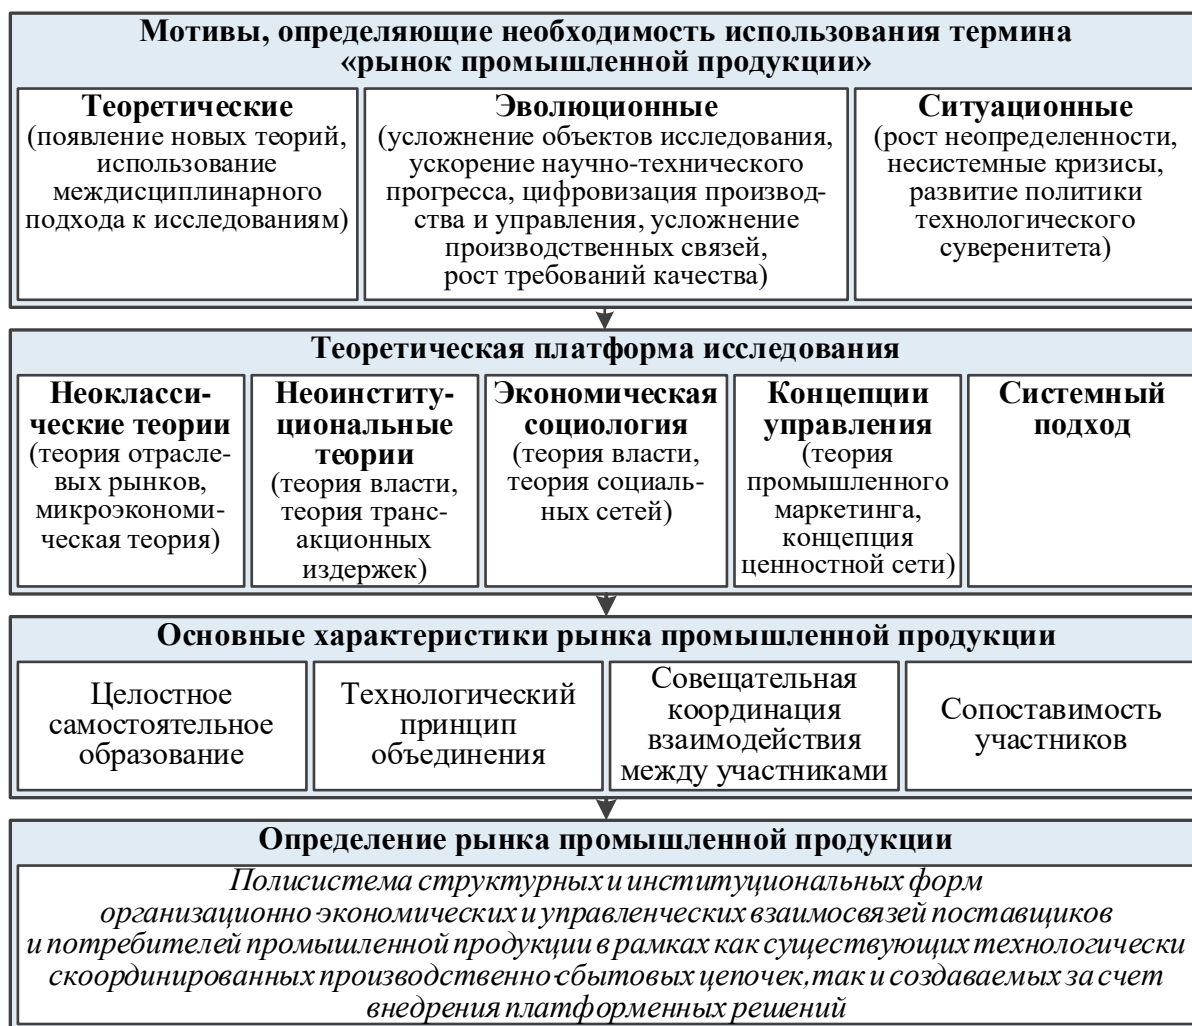 Мотивы, определяющие необходимость использования термина
«рынок промышленной продукции»
Теоретические
(появление новых теорий,
использование
междисциплинарного
подхода к исследованиям)
Эволюционные
(усложнение объектов исследования,
ускорение научно-технического
прогресса, цифровизация производ-
ства и управления, усложнение
производственных связей,
рост требований качества)
Ситуационные
(рост неопределенности,
несистемные кризисы,
развитие политики
технологического
суверенитета)
Теоретическая платформа исследования
Неокласси-
ческие теории
(теория отрасле-
вых рынков,
микроэкономи-
ческая теория)
Неоинститу-
циональные
теории
(теория власти,
теория транс-
акционных
издержек)
Экономическая
социология
(теория власти,
теория социаль-
ных сетей)
Концепции
управления
(теория
промышленного
маркетинга,
концепция
ценностной сети)
Системный
подход
Основные характеристики рынка промышленной продукции
Целостное
самостоятельное
образование
Технологический
принцип
объединения
Совещательная
координация
взаимодействия
между участниками
Сопоставимость
участников
Определение рынка промышленной продукции
Полисистема структурных и институциональных форм
организационно-экономических и управленческих взаимосвязей поставщиков
и потребителей промышленной продукции в рамках как существующих технологически
скоординированных производственно-сбытовых цепочек, так и создаваемых за счет
внедрения платформенных решений